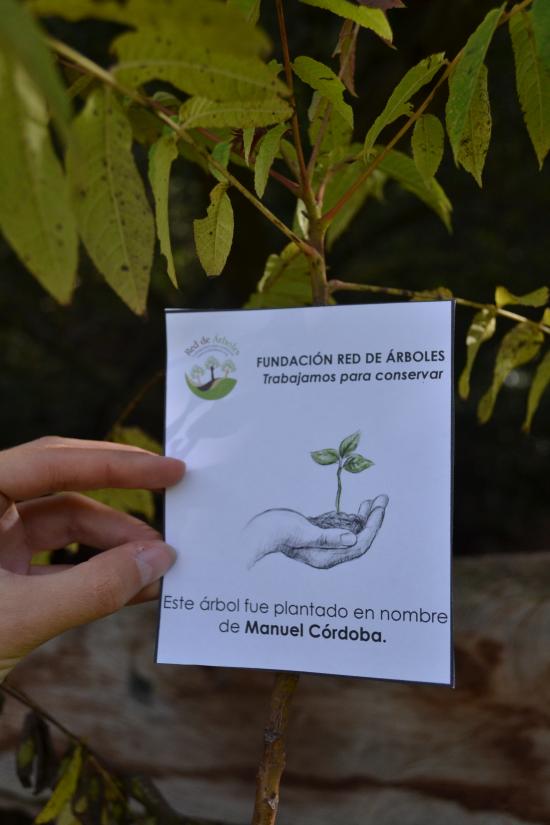 Red de Árboles
FUNDACIÓN RED DE ÁRBOLES
Trabajamos para conservar
Este árbol fue plantado en nombre
de Manuel Córdoba.